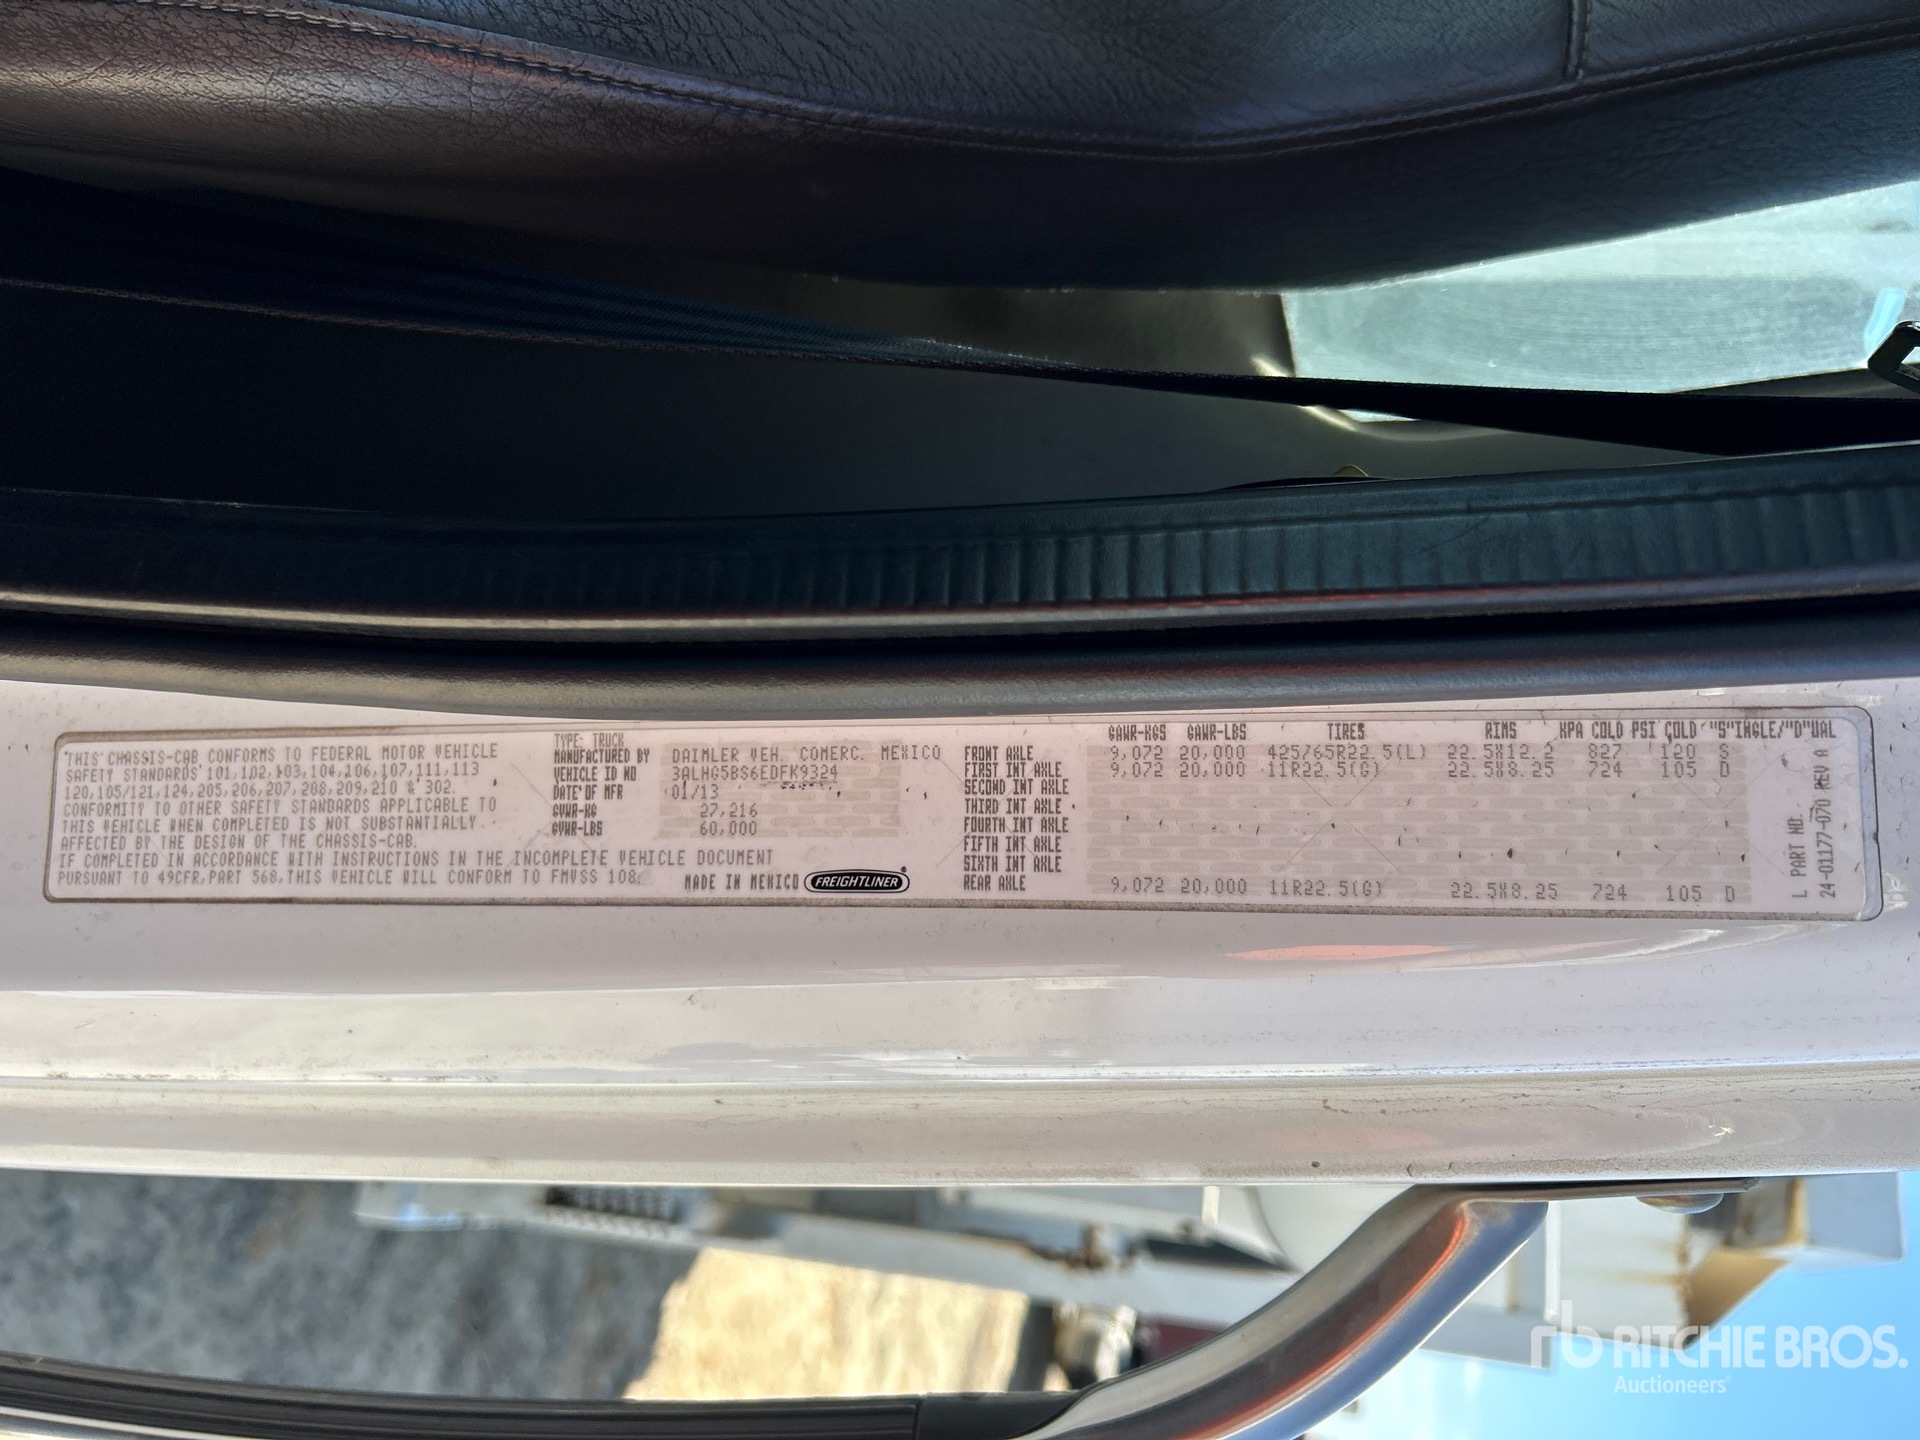 "THIS CHASSIS-CAB CONFORMS TO FEDERAL MOTOR VEHICLE
SAFETY STANDARDS 101,102,103,104,106,107,111,113
120,105/121,124,205,206,207,208,209,210 & 302.
CONFORMITY TO OTHER SAFETY STANDARDS APPLICABLE TO
THIS VEHICLE WHEN COMPLETED IS NOT SUBSTANTIALLY
AFFECTED BY THE DESIGN OF THE CHASSIS-CAB.
IF COMPLETED IN ACCORDANCE WITH INSTRUCTIONS IN THE INCOMPLETE VEHICLE DOCUMENT
PURSUANT TO 49CFR,PART 568,THIS VEHICLE WILL CONFORM TO FMVSS 108.
TYPE: TRUCK
MANUFACTURED BY DAIMLER VEH. COMERC. MEXICO
VEHICLE ID NO 3ALHG5BS6EDFK9324
DATE OF MFR 01/13
GVWR-KG 27,216
GVWR-LBS 60,000
MADE IN MEXICO FREIGHTLINER
GAWR-KGS GAWR-LBS TIRES RIMS KPA COLD PSI COLD "S"INGLE/"D"UAL
FRONT AXLE 9,072 20,000 425/65R22.5(L) 22.5X12.2 827 120 S
FIRST INT AXLE 9,072 20,000 11R22.5(G) 22.5X8.25 724 105 D
SECOND INT AXLE
THIRD INT AXLE
FOURTH INT AXLE
FIFTH INT AXLE
SIXTH INT AXLE
REAR AXLE 9,072 20,000 11R22.5(G) 22.5X8.25 724 105 D
L PART NO.
24-01177-070 REV A
rb RITCHIE BROS.
Auctioneers